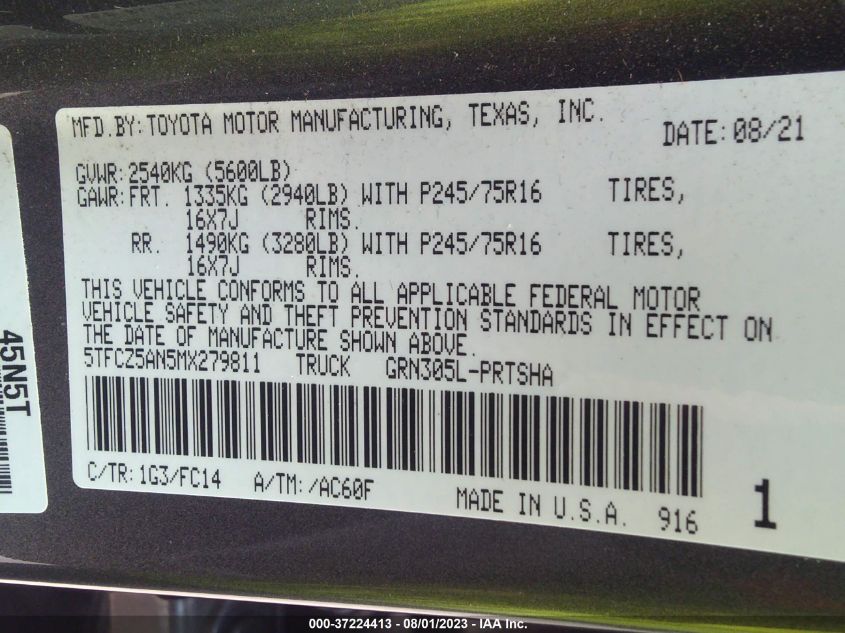 MFD.BY: TOYOTA MOTOR MANUFACTURING, TEXAS, INC.
DATE: 08/21
GVWR: 2540KG (5600LB)
GAWR: FRT. 1335KG (2940LB) WITH P245/75R16 TIRES,
16X7J RIMS.
RR. 1490KG (3280LB) WITH P245/75R16 TIRES,
16X7J RIMS.
THIS VEHICLE CONFORMS TO ALL APPLICABLE FEDERAL MOTOR
VEHICLE SAFETY AND THEFT PREVENTION STANDARDS IN EFFECT ON
THE DATE OF MANUFACTURE SHOWN ABOVE.
5TFCZ5AN5MX279811 TRUCK GRN305L-PRTSHA
C/TR: 1G3/FC14 A/TM: /AC60F MADE IN U.S.A. 916 1
45N5T
000-37224413 - 08/01/2023 - IAA Inc.